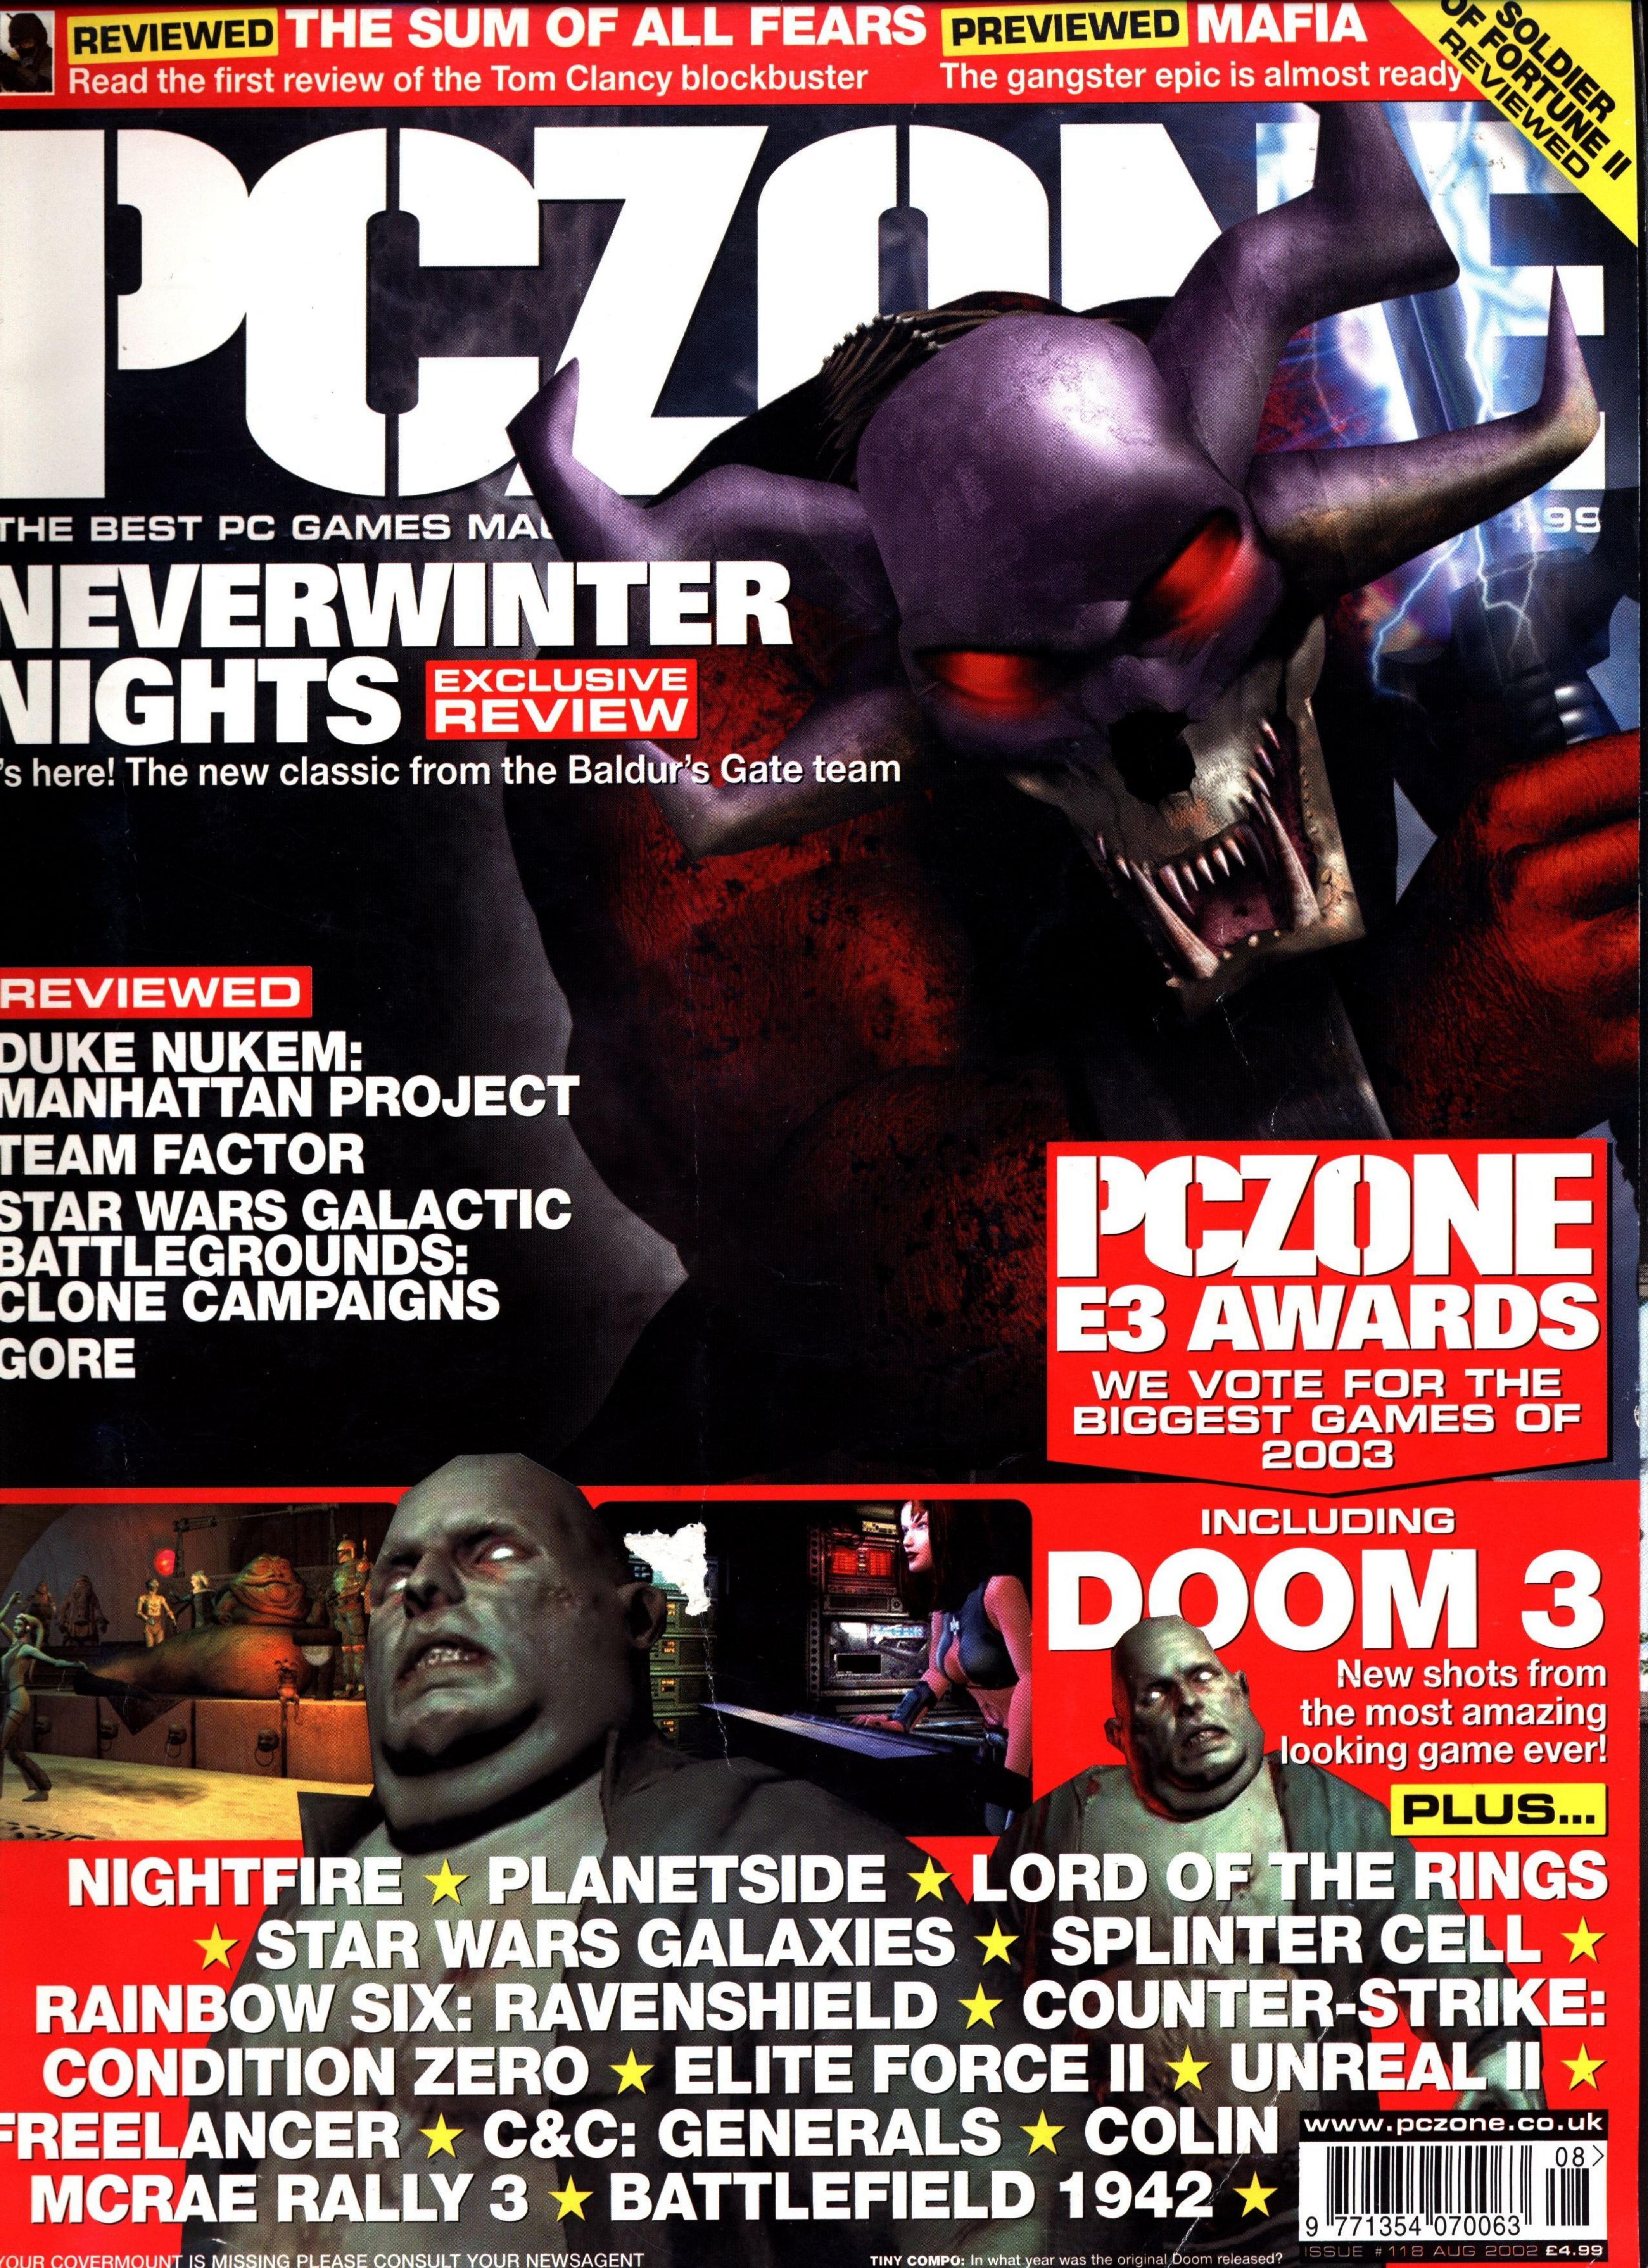 REVIEWED THE SUM OF ALL FEARS
Read the first review of the Tom Clancy blockbuster
PREVIEWED MAFIA
The gangster epic is almost ready
SOLDIER
OF FORTUNE II
REVIEWED
PCZONE
THE BEST PC GAMES MA
.99
NEVERWINTER
NIGHTS
EXCLUSIVE
REVIEW
's here! The new classic from the Baldur's Gate team
REVIEWED
DUKE NUKEM:
MANHATTAN PROJECT
TEAM FACTOR
STAR WARS GALACTIC
BATTLEGROUNDS:
CLONE CAMPAIGNS
GORE
PCZONE
E3 AWARDS
WE VOTE FOR THE
BIGGEST GAMES OF
2003
INCLUDING
DOOM 3
New shots from
the most amazing
looking game ever!
PLUS...
NIGHTFIRE ★ PLANETSIDE ★ LORD OF THE RINGS
★ STAR WARS GALAXIES ★ SPLINTER CELL ★
RAINBOW SIX: RAVENSHIELD ★ COUNTER-STRIKE:
CONDITION ZERO ★ ELITE FORCE II ★ UNREAL II ★
FREELANCER ★ C&C: GENERALS ★ COLIN
MCRAE RALLY 3 ★ BATTLEFIELD 1942 ★
www.pczone.co.uk
08>
9 771354 070063
ISSUE #118 AUG 2002 £4.99
YOUR COVERMOUNT IS MISSING PLEASE CONSULT YOUR NEWSAGENT
TINY COMPO: In what year was the original Doom released?